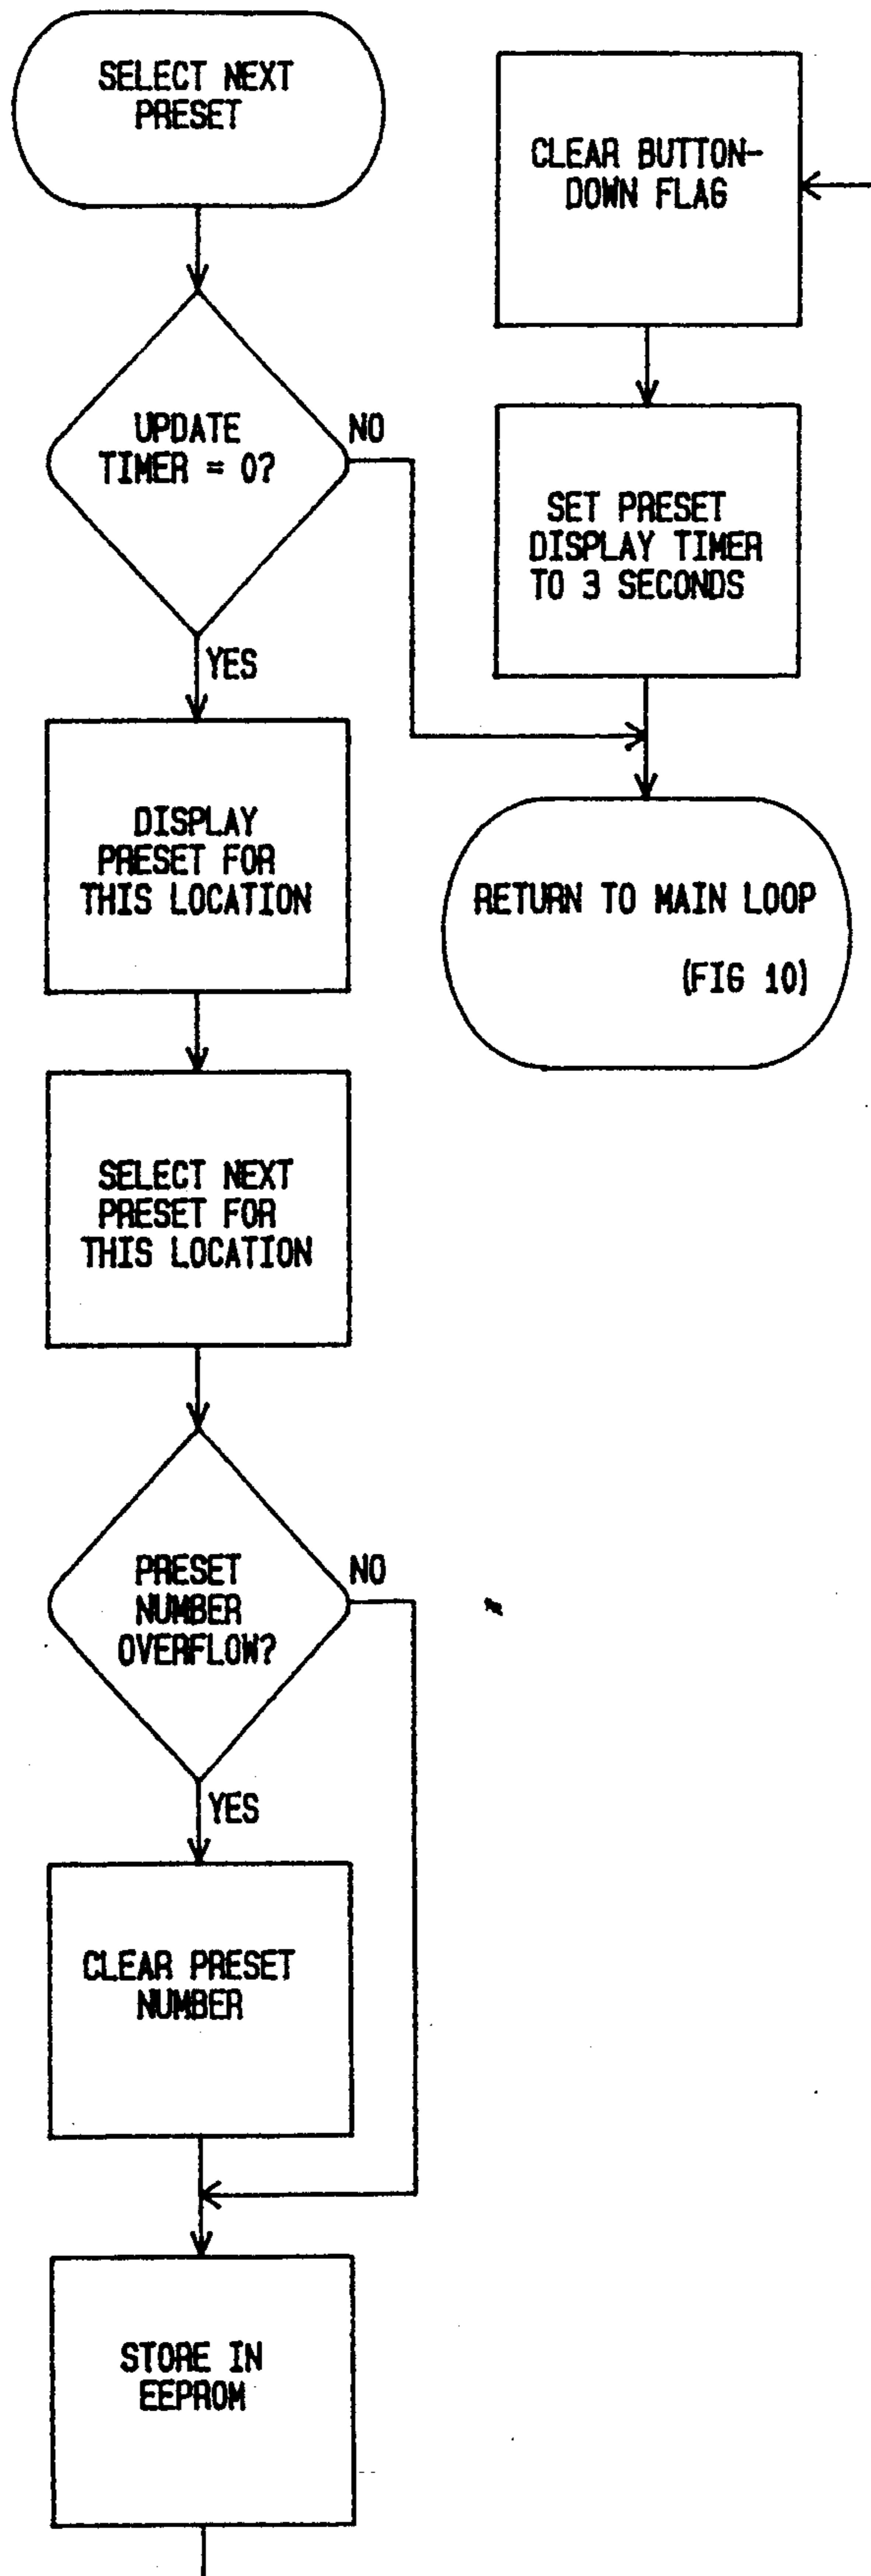 SELECT NEXT
PRESET
UPDATE
TIMER = 0?
NO
YES
DISPLAY
PRESET FOR
THIS LOCATION
SELECT NEXT
PRESET FOR
THIS LOCATION
PRESET
NUMBER
OVERFLOW?
NO
YES
CLEAR PRESET
NUMBER
STORE IN
EEPROM
CLEAR BUTTON-
DOWN FLAG
SET PRESET
DISPLAY TIMER
TO 3 SECONDS
RETURN TO MAIN LOOP
(FIG 10)